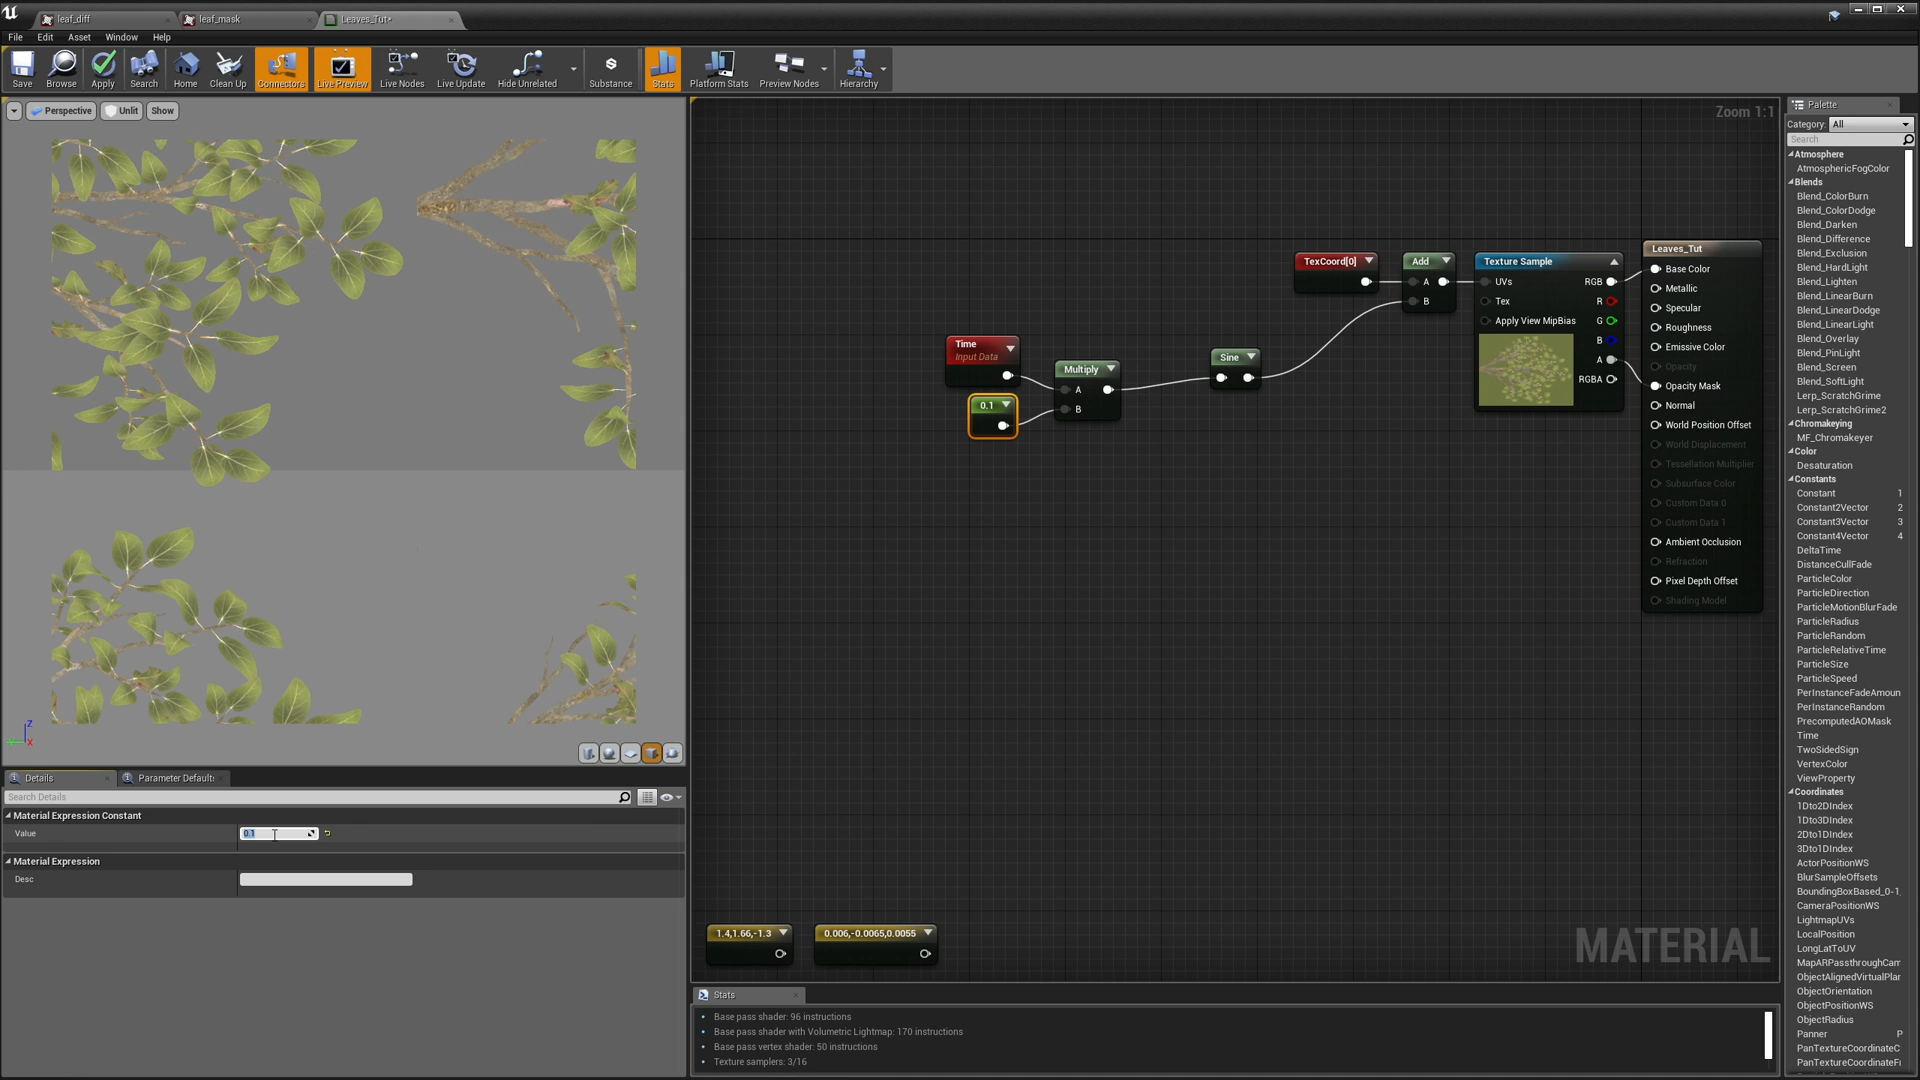 leaf_diff
leaf_mask
Leaves_Tut*
File Edit Asset Window Help
Save Browse Apply Search Home Clean Up Connectors Live Preview Live Nodes Live Update Hide Unrelated Substance Stats Platform Stats Preview Nodes Hierarchy
Perspective Unlit Show
Z
X
Details
Parameter Default
Search Details
Material Expression Constant
Value 0.1
Material Expression
Desc
Zoom 1:1
Time
Input Data
0.1
Multiply
A
B
Sine
TexCoord[0]
Add
A
B
Texture Sample
UVs RGB
Tex R
Apply View MipBias G
B
A
RGBA
Leaves_Tut
Base Color
Metallic
Specular
Roughness
Emissive Color
Opacity
Opacity Mask
Normal
World Position Offset
World Displacement
Tessellation Multiplier
Subsurface Color
Custom Data 0
Custom Data 1
Ambient Occlusion
Refraction
Pixel Depth Offset
Shading Model
1.4,1.66,-1.3
0.006,-0.0065,0.0055
MATERIAL
Stats
Base pass shader: 96 instructions
Base pass shader with Volumetric Lightmap: 170 instructions
Base pass vertex shader: 50 instructions
Texture samplers: 3/16
Palette
Category: All
Search
Atmosphere
AtmosphericFogColor
Blends
Blend_ColorBurn
Blend_ColorDodge
Blend_Darken
Blend_Difference
Blend_Exclusion
Blend_HardLight
Blend_Lighten
Blend_LinearBurn
Blend_LinearDodge
Blend_LinearLight
Blend_Overlay
Blend_PinLight
Blend_Screen
Blend_SoftLight
Lerp_ScratchGrime
Lerp_ScratchGrime2
Chromakeying
MF_Chromakeyer
Color
Desaturation
Constants
Constant 1
Constant2Vector 2
Constant3Vector 3
Constant4Vector 4
DeltaTime
DistanceCullFade
ParticleColor
ParticleDirection
ParticleMotionBlurFade
ParticleRadius
ParticleRandom
ParticleRelativeTime
ParticleSize
ParticleSpeed
PerInstanceFadeAmoun
PerInstanceRandom
PrecomputedAOMask
Time
TwoSidedSign
VertexColor
ViewProperty
Coordinates
1Dto2DIndex
1Dto3DIndex
2Dto1DIndex
3Dto1DIndex
ActorPositionWS
BlurSampleOffsets
BoundingBoxBased_0-1_
CameraPositionWS
LightmapUVs
LocalPosition
LongLatToUV
MapARPassthroughCam
ObjectAlignedVirtualPlan
ObjectOrientation
ObjectPositionWS
ObjectRadius
Panner P
PanTextureCoordinateC
PanTextureCoordinateFr